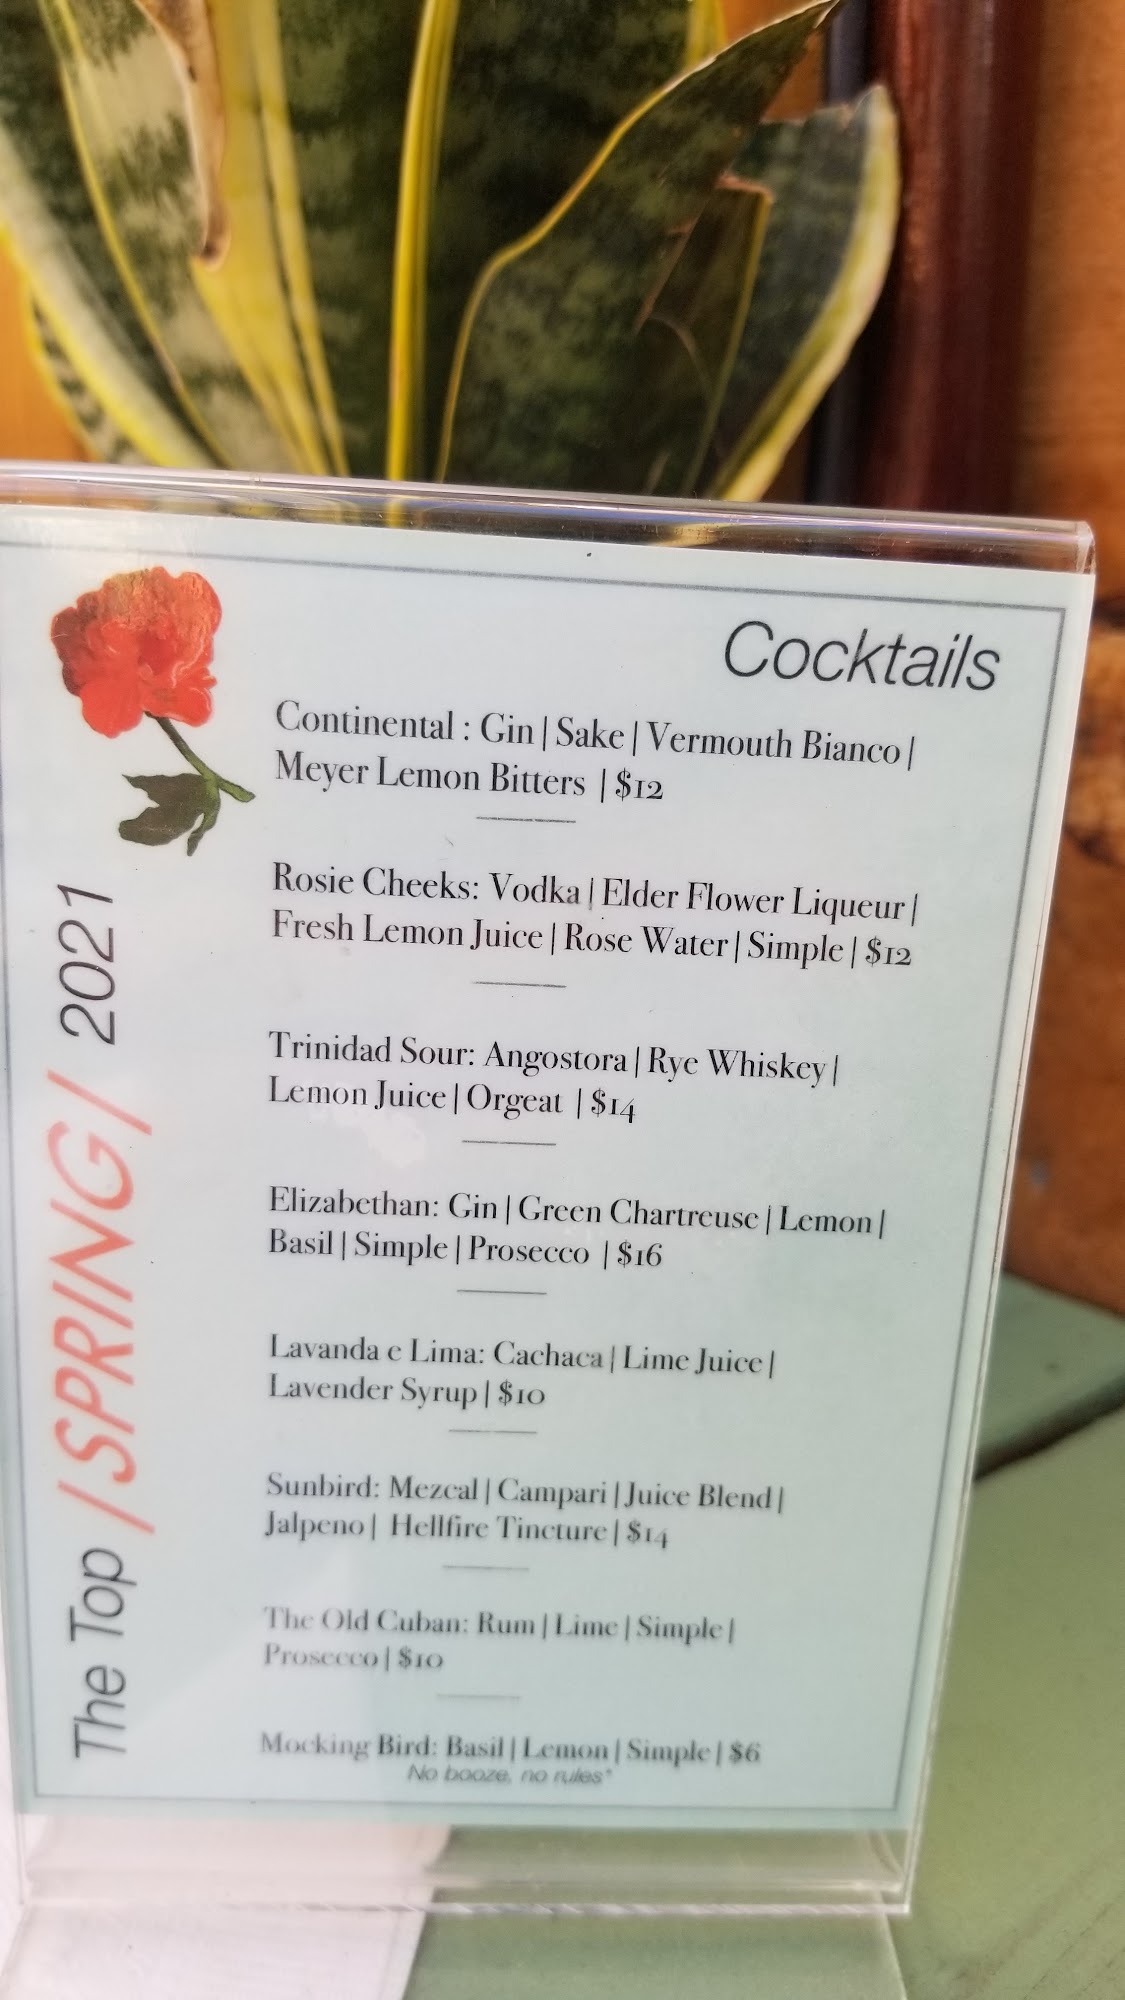 Cocktails
Continental : Gin | Sake | Vermouth Bianco |
Meyer Lemon Bitters | $12
Rosie Cheeks: Vodka | Elder Flower Liqueur |
Fresh Lemon Juice | Rose Water | Simple | $12
Trinidad Sour: Angostora | Rye Whiskey |
Lemon Juice | Orgeat | $14
Elizabethan: Gin | Green Chartreuse | Lemon |
Basil | Simple | Prosecco | $16
Lavanda e Lima: Cachaca | Lime Juice |
Lavender Syrup | $10
Sunbird: Mezcal | Campari | Juice Blend |
Jalpeno | Hellfire Tincture | $14
The Old Cuban: Rum | Lime | Simple |
Prosecco | $10
Mocking Bird: Basil | Lemon | Simple | $6
No booze, no rules*
The Top /SPRING/ 2021